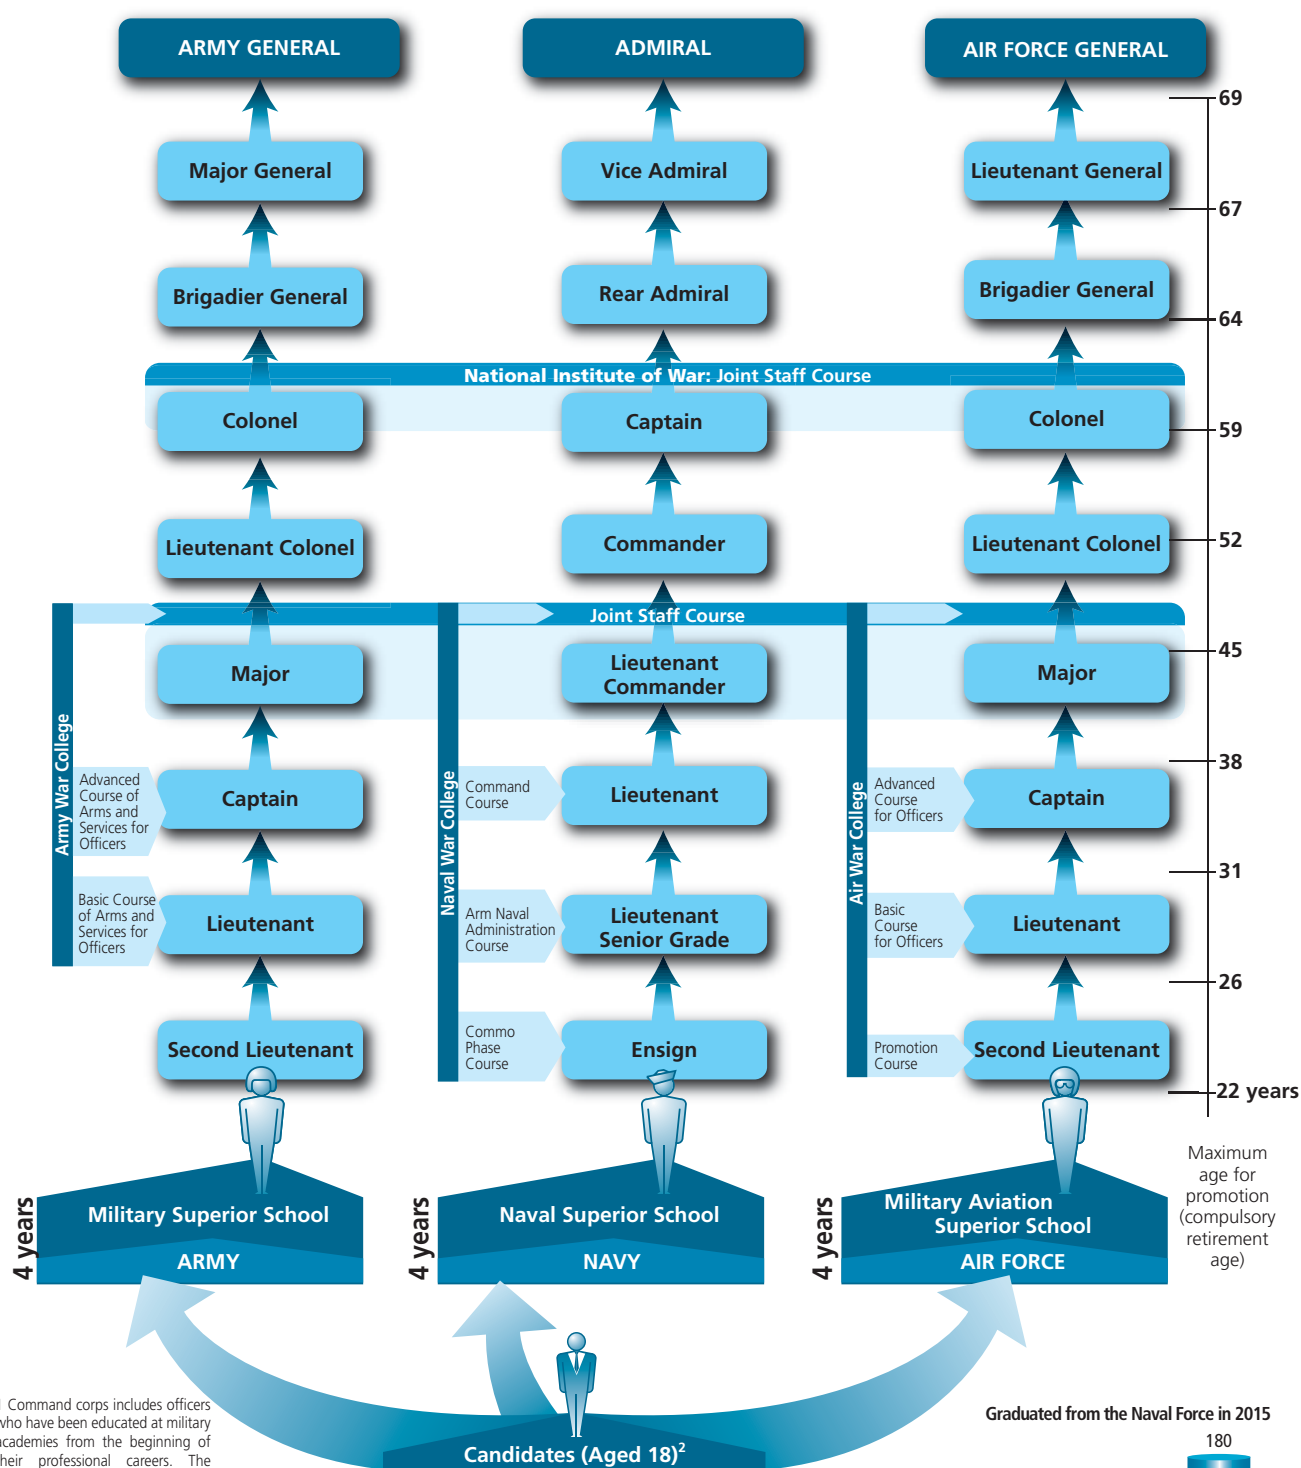 ARMY GENERAL
ADMIRAL
AIR FORCE GENERAL
69
Major General
Vice Admiral
Lieutenant General
67
Brigadier General
Rear Admiral
Brigadier General
64
National Institute of War: Joint Staff Course
Colonel
Captain
Colonel
59
Lieutenant Colonel
Commander
Lieutenant Colonel
52
Joint Staff Course
Major
Lieutenant
Commander
Major
45
Army War College
Naval War College
Air War College
38
Advanced
Course of
Arms and
Services for
Officers
Captain
Command
Course
Lieutenant
Advanced
Course
for Officers
Captain
31
Basic Course
of Arms and
Services for
Officers
Lieutenant
Arm Naval
Administration
Course
Lieutenant
Senior Grade
Basic
Course
for Officers
Lieutenant
26
Second Lieutenant
Commo
Phase
Course
Ensign
Promotion
Course
Second Lieutenant
22 years
Maximum
age for
promotion
(compulsory
retirement
age)
4 years
Military Superior School
ARMY
4 years
Naval Superior School
NAVY
4 years
Military Aviation
Superior School
AIR FORCE
Candidates (Aged 18)2
Command corps includes officers
who have been educated at military
academies from the beginning of
their professional careers. The
Graduated from the Naval Force in 2015
180